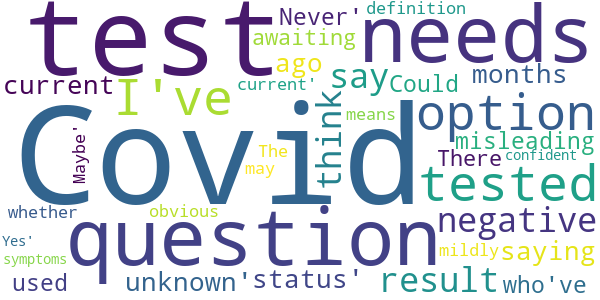 test needs Never' definition
awaiting
ago
current I've current' say Could months
Covid think means option
Maybe' misleading
The There confident
may tested
whether obvious question negative
Yes' mildly saying
symptoms
used unknown' status' result who've